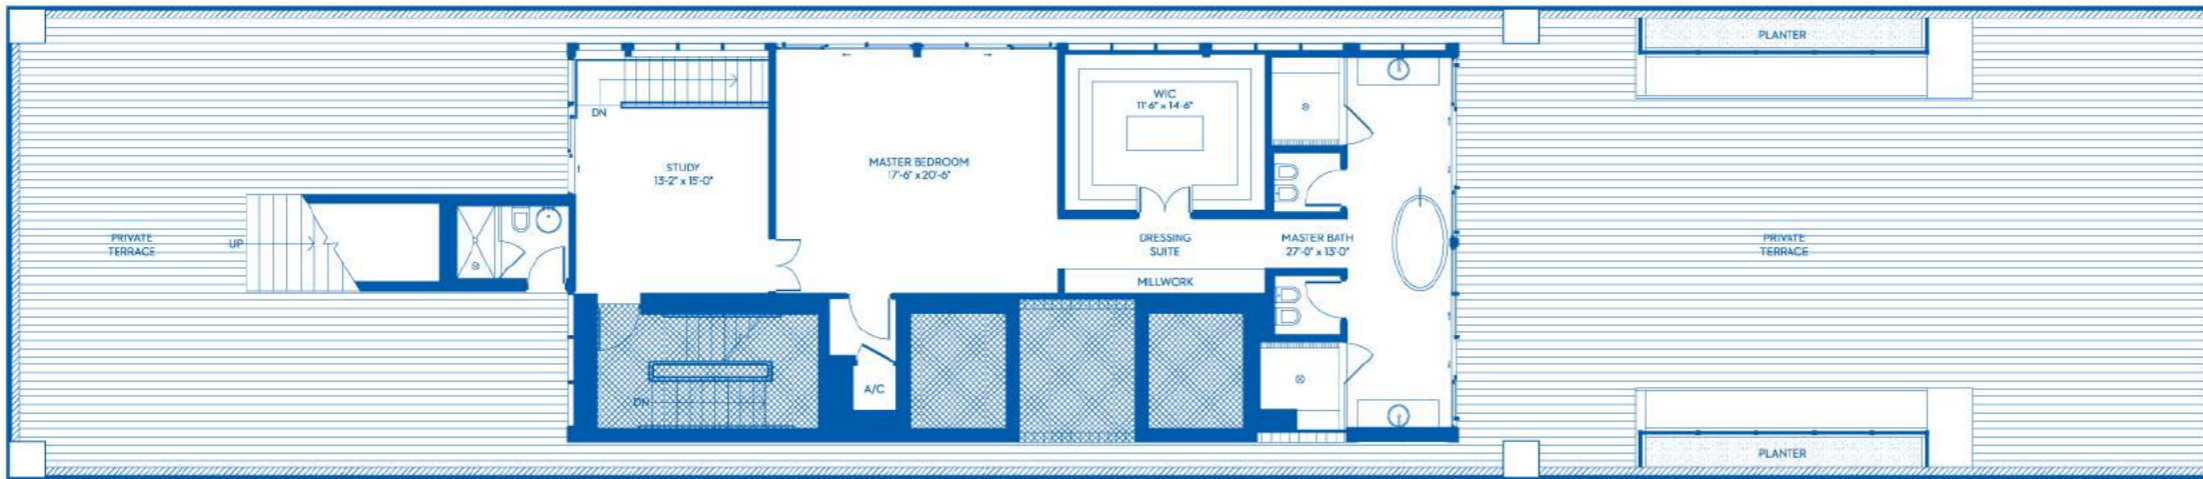 PLANTER
WIC
11'-6" x 14'-6"
DN
STUDY
13'-2" x 15'-0"
MASTER BEDROOM
17'-6" x 20'-6"
PRIVATE
TERRACE
UP
DRESSING
SUITE
MASTER BATH
27'-0" x 13'-0"
PRIVATE
TERRACE
MILLWORK
A/C
DN
PLANTER